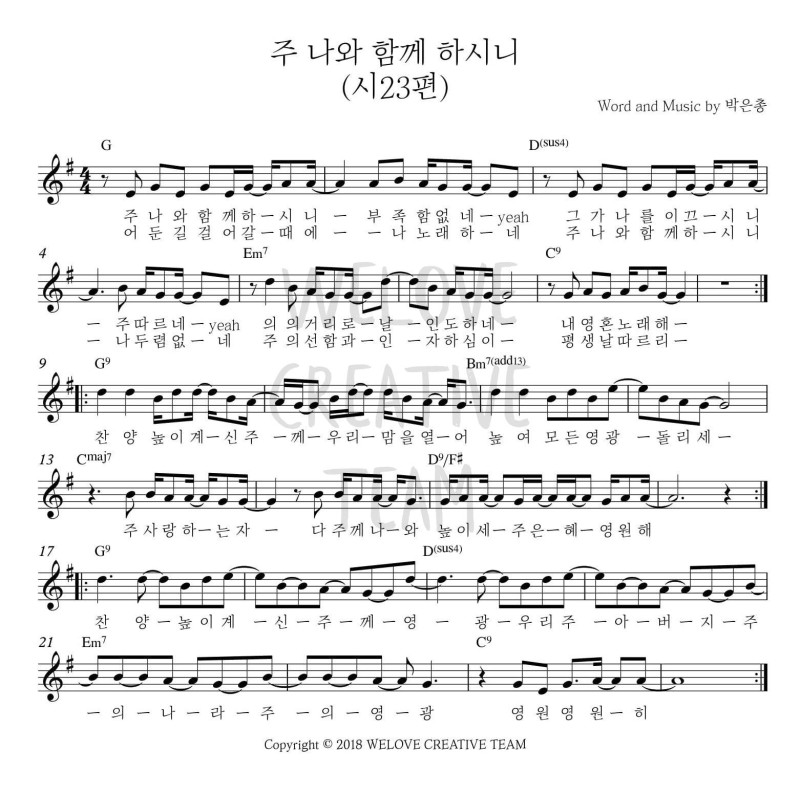 주 나와 함께 하시니
(시23편)
Word and Music by 박은총
G D(sus4)
주 나 와 함 께하–시 니 – 부 족 함없 네–yeah 그 가 나 를 이끄–시 니
어 둔 길 걸 어갈–때 에 – – 나 노래 하 – 네 주 나 와 함 께하–시 니
4 Em7 C9
– 주따르네–yeah 의 의거리로–날 –인도하네– 내영혼노래해–
– 나두렴없–네 주의선함과–인 –자하심이– 평생날따르리–
9 G9 Bm7(add13)
찬 양 높이계–신주 –께–우리–맘을열–어 높 여 모든영광 –돌리세–
13 Cmaj7 D9/F#
주사랑하–는자 – 다주께나–와 높이세–주은–혜–영원해
17 G9 D(sus4)
찬 양–높이계 –신–주–께–영 – 광–우리주 –아–버–지–주
21 Em7 C9
–의–나–라–주 –의–영–광 영원영원–히
Copyright © 2018 WELOVE CREATIVE TEAM
WELOVE
CREATIVE
TEAM